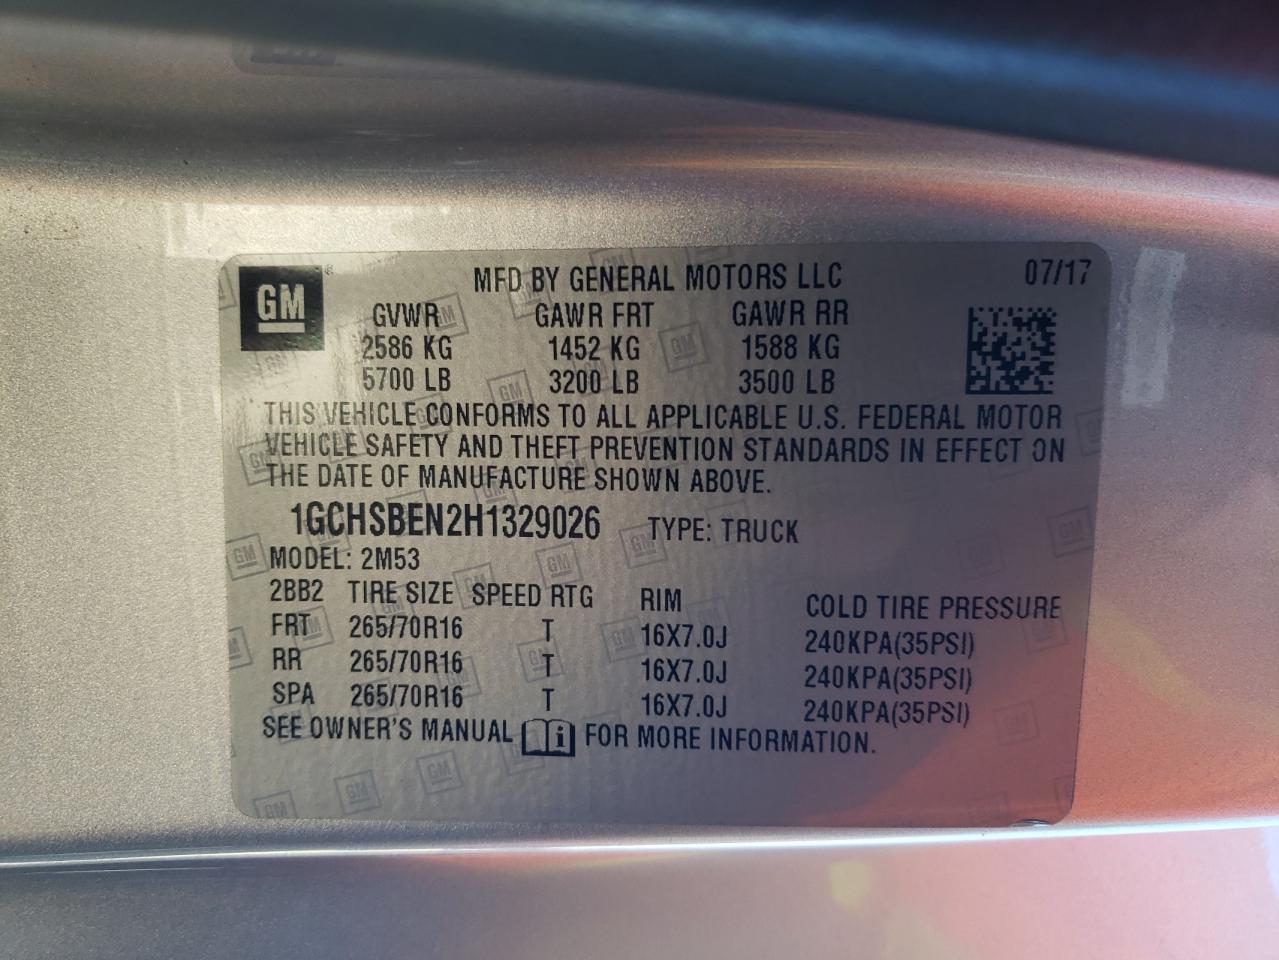 GM ®
MFD BY GENERAL MOTORS LLC 07/17
GVWR GAWR FRT GAWR RR
2586 KG 1452 KG 1588 KG
5700 LB 3200 LB 3500 LB
THIS VEHICLE CONFORMS TO ALL APPLICABLE U.S. FEDERAL MOTOR
VEHICLE SAFETY AND THEFT PREVENTION STANDARDS IN EFFECT ON
THE DATE OF MANUFACTURE SHOWN ABOVE.
1GCHSBEN2H1329026 TYPE: TRUCK
MODEL: 2M53
2BB2 TIRE SIZE SPEED RTG RIM COLD TIRE PRESSURE
FRT 265/70R16 T 16X7.0J 240KPA(35PSI)
RR 265/70R16 T 16X7.0J 240KPA(35PSI)
SPA 265/70R16 T 16X7.0J 240KPA(35PSI)
SEE OWNER'S MANUAL i FOR MORE INFORMATION.